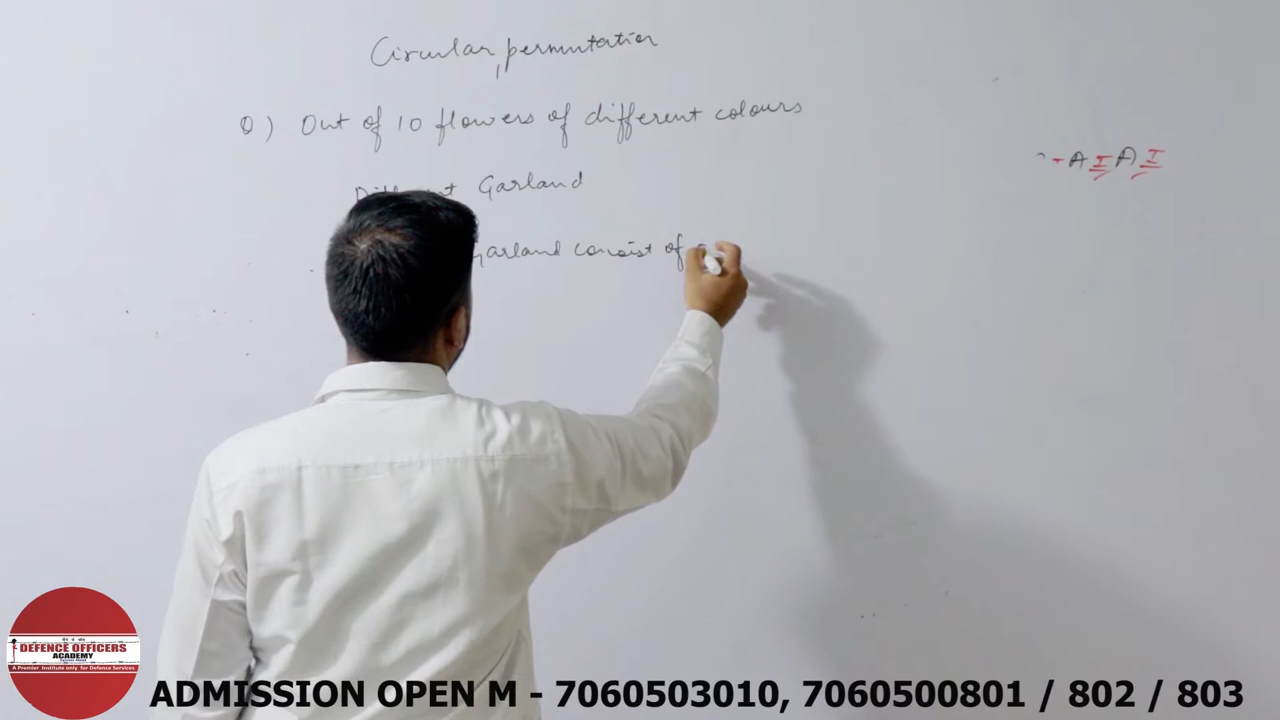 Circular permutation
Q) Out of 10 flowers of different colours
Different Garland
garland consist of
A I A I
DEFENCE OFFICERS
ACADEMY
A Premier Institute only for Defence Services
ADMISSION OPEN M - 7060503010, 7060500801 / 802 / 803